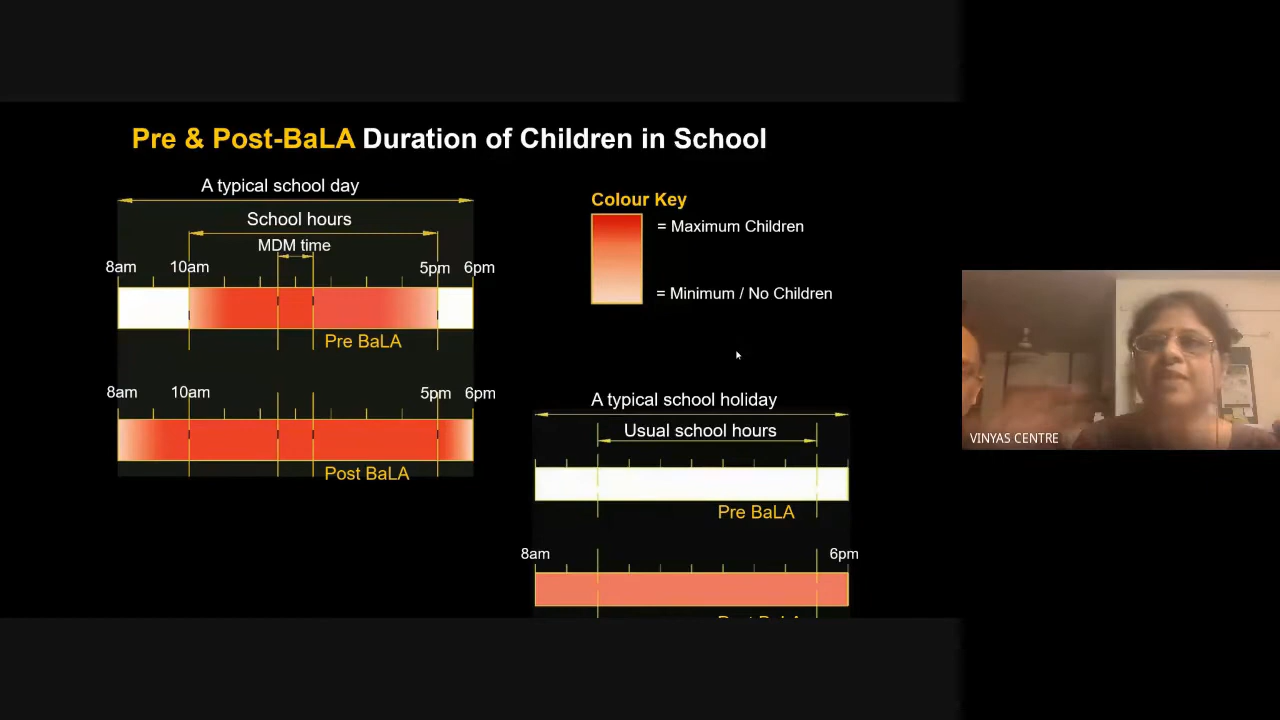 Pre & Post-BaLA Duration of Children in School
A typical school day
School hours
MDM time
8am 10am 5pm 6pm
Pre BaLA
8am 10am 5pm 6pm
Post BaLA
Colour Key
= Maximum Children
= Minimum / No Children
A typical school holiday
Usual school hours
Pre BaLA
8am 6pm
VINYAS CENTRE